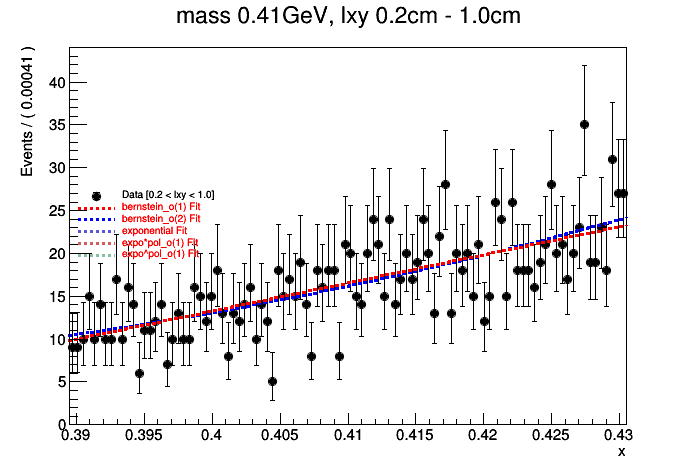 mass 0.41GeV, lxy 0.2cm - 1.0cm
Events / ( 0.00041 )
40
35
30
25
20
15
10
5
0
Data [0.2 < lxy < 1.0]
bernstein_o(1) Fit
bernstein_o(2) Fit
exponential Fit
expo*pol_o(1) Fit
expo^pol_o(1) Fit
0.39 0.395 0.4 0.405 0.41 0.415 0.42 0.425 0.43
x